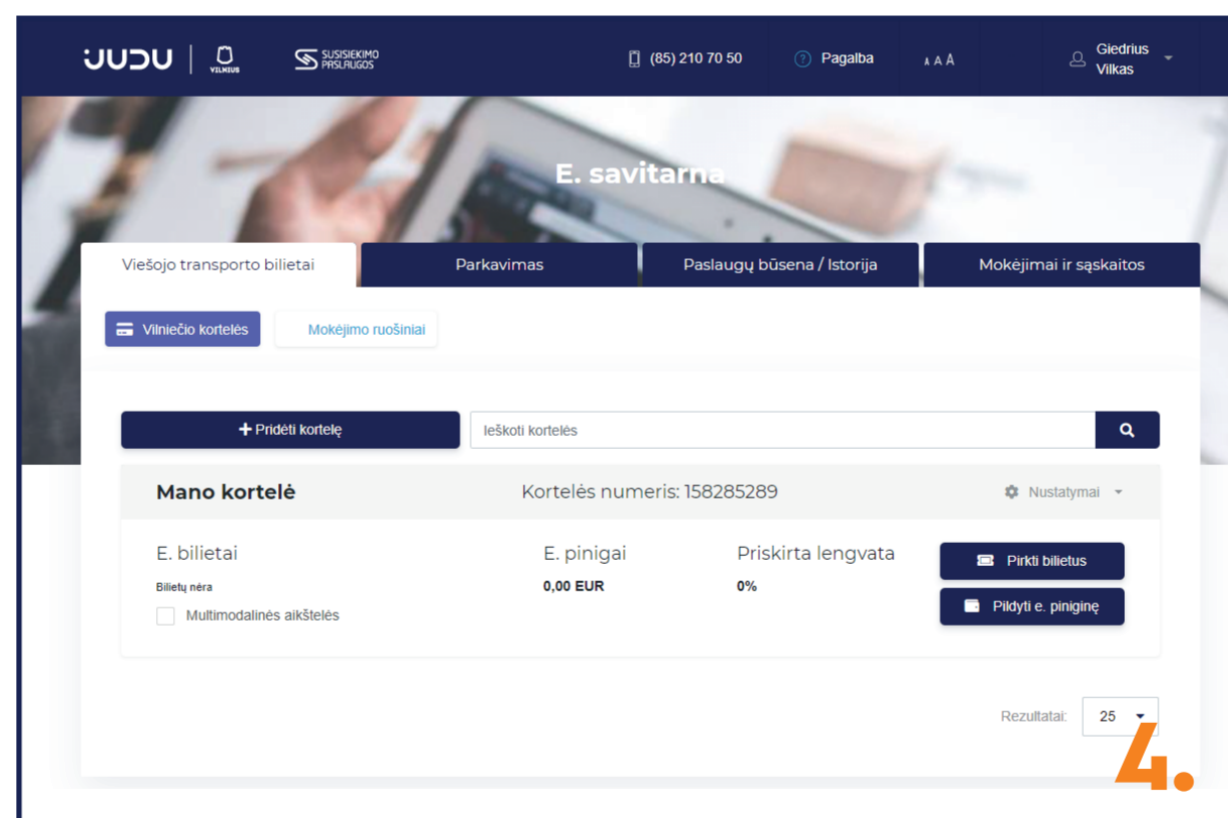 JUDU
VILNIUS
SUSISIEKIMO
PASLAUGOS
(85) 210 70 50
Pagalba
A A A
Giedrius
Vilkas
E. savitarna
Viešojo transporto bilietai
Parkavimas
Paslaugų būsena / Istorija
Mokėjimai ir sąskaitos
Vilniečio kortelės
Mokėjimo ruošiniai
+ Pridėti kortelę
Ieškoti kortelės
Mano kortelė
Kortelės numeris: 158285289
Nustatymai
E. bilietai
E. pinigai
Priskirta lengvata
Pirkti bilietus
Bilietų nėra
0,00 EUR
0%
Multimodalinės aikštelės
Pildyti e. piniginę
Rezultatai:
25
4.